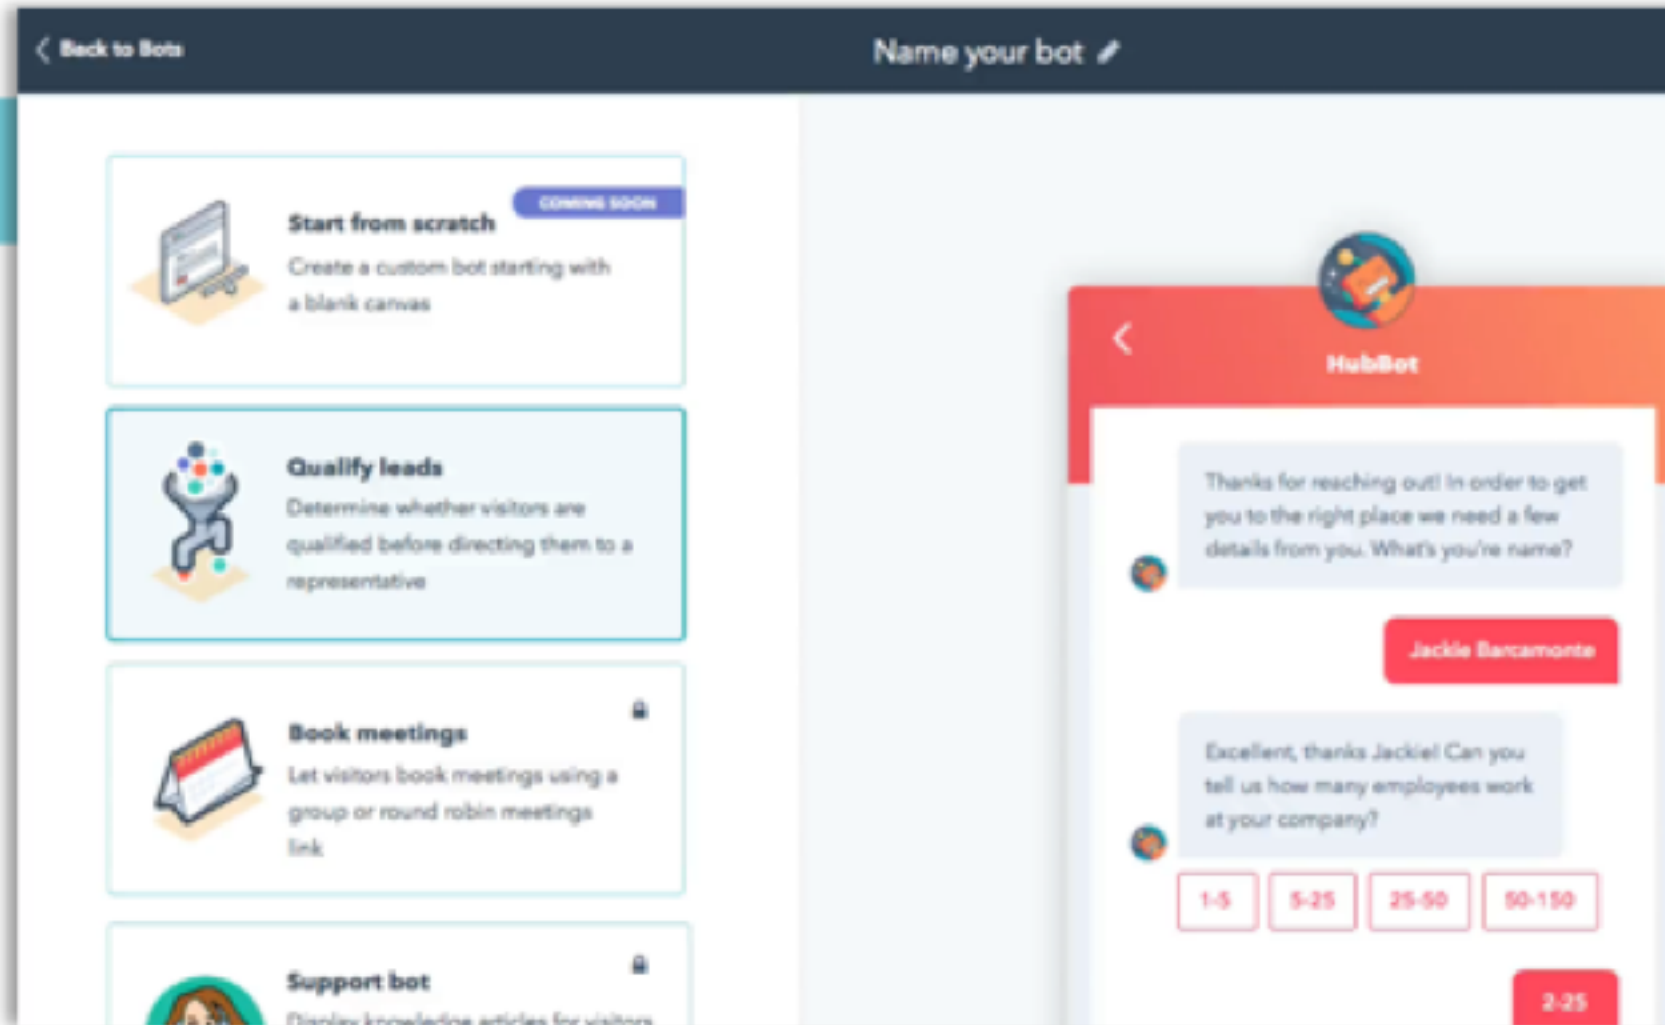 Back to Bots
Name your bot
COMING SOON
Start from scratch
Create a custom bot starting with
a blank canvas
Qualify leads
Determine whether visitors are
qualified before directing them to a
representative
Book meetings
Let visitors book meetings using a
group or round robin meetings
link
Support bot
Display knowledge articles for visitors
HubBot
Thanks for reaching out! In order to get
you to the right place we need a few
details from you. What's you're name?
Jackie Barcamonte
Excellent, thanks Jackie! Can you
tell us how many employees work
at your company?
1-5
5-25
25-50
50-150
2-25